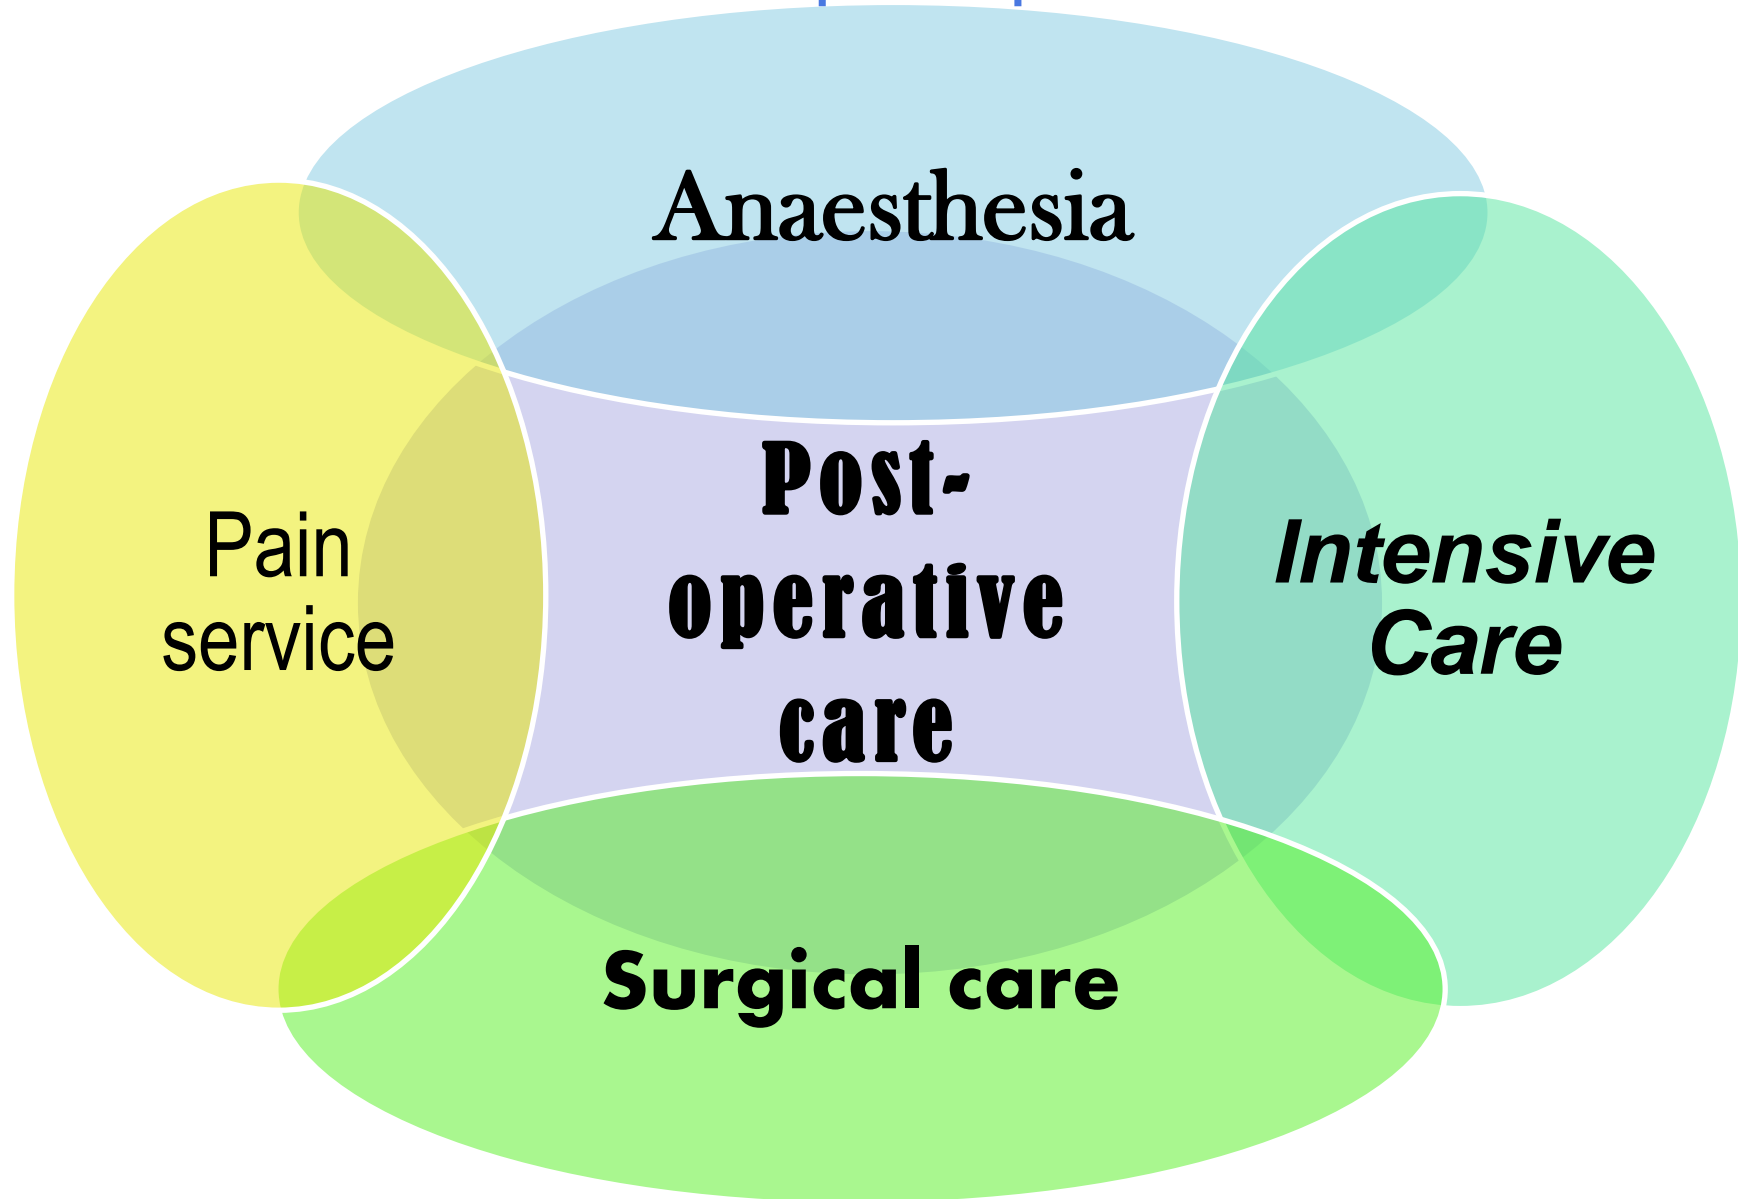 Anaesthesia
Post-
operative
care
Pain
service
Intensive
Care
Surgical care